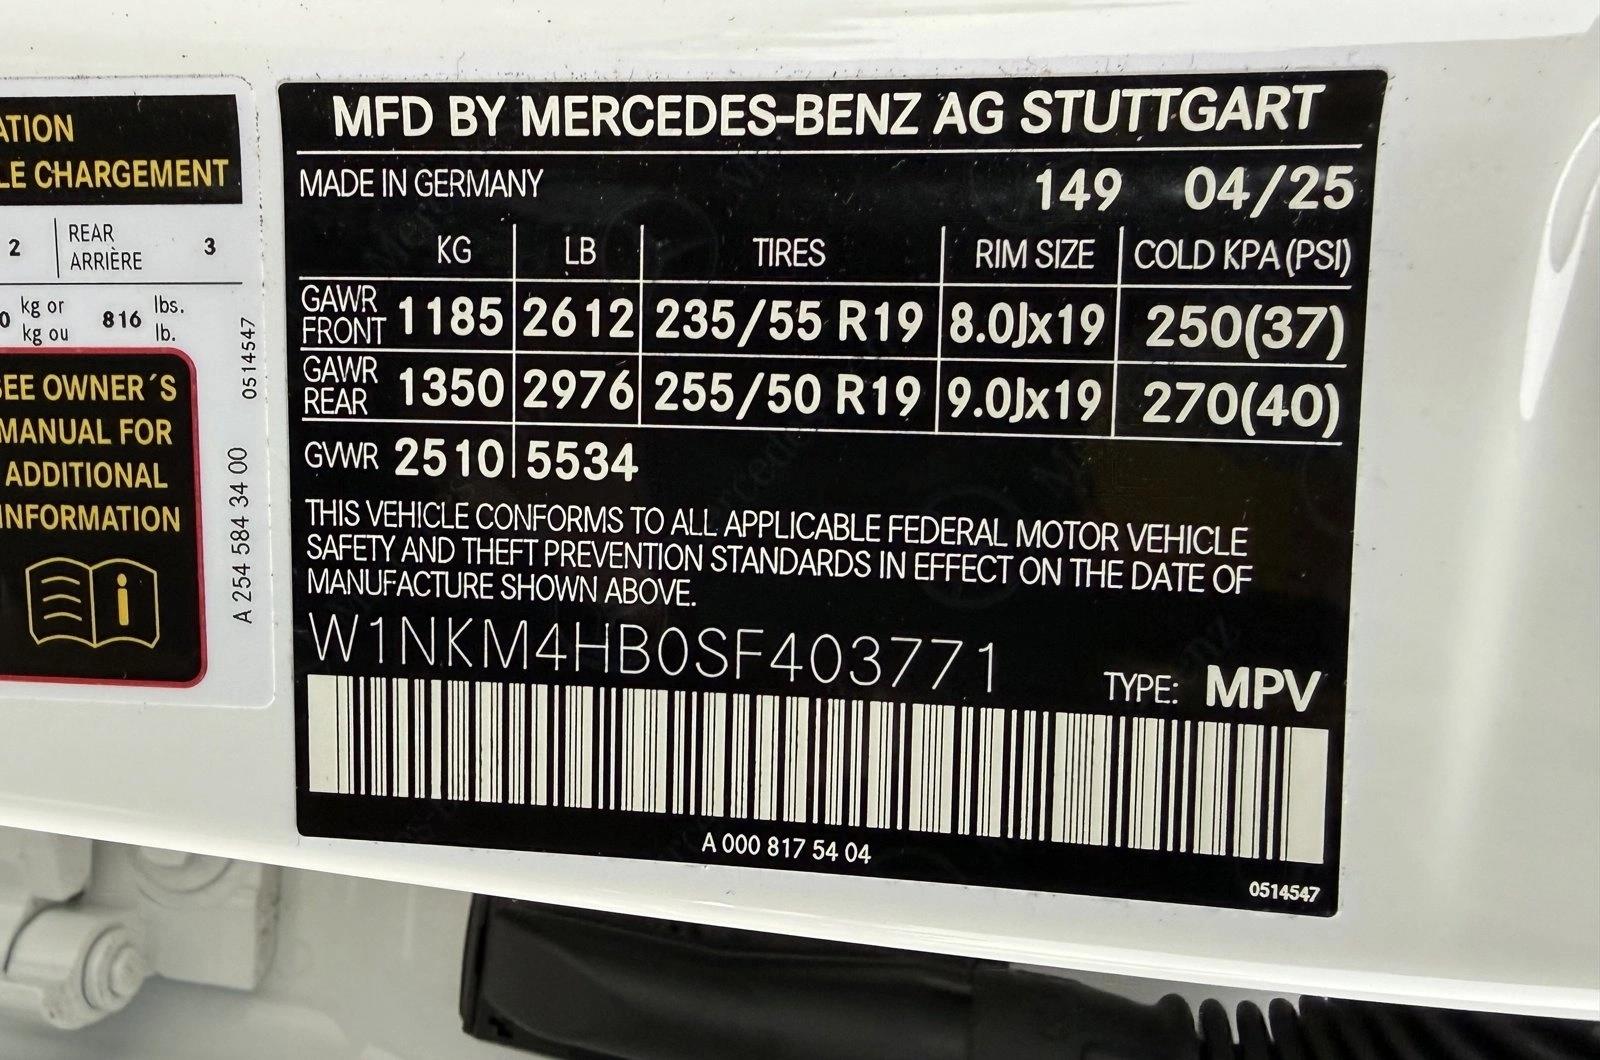 ATION
LE CHARGEMENT
2 REAR 3
ARRIÈRE
0 kg or 816 lbs.
kg ou lb.
SEE OWNER´S
MANUAL FOR
ADDITIONAL
INFORMATION
0514547
A 254 584 34 00
MFD BY MERCEDES-BENZ AG STUTTGART
MADE IN GERMANY 149 04/25
KG LB TIRES RIM SIZE COLD KPA (PSI)
GAWR FRONT 1185 2612 235/55 R19 8.0Jx19 250(37)
GAWR REAR 1350 2976 255/50 R19 9.0Jx19 270(40)
GVWR 2510 5534
THIS VEHICLE CONFORMS TO ALL APPLICABLE FEDERAL MOTOR VEHICLE
SAFETY AND THEFT PREVENTION STANDARDS IN EFFECT ON THE DATE OF
MANUFACTURE SHOWN ABOVE.
W1NKM4HB0SF403771
TYPE: MPV
A 000 817 54 04
0514547